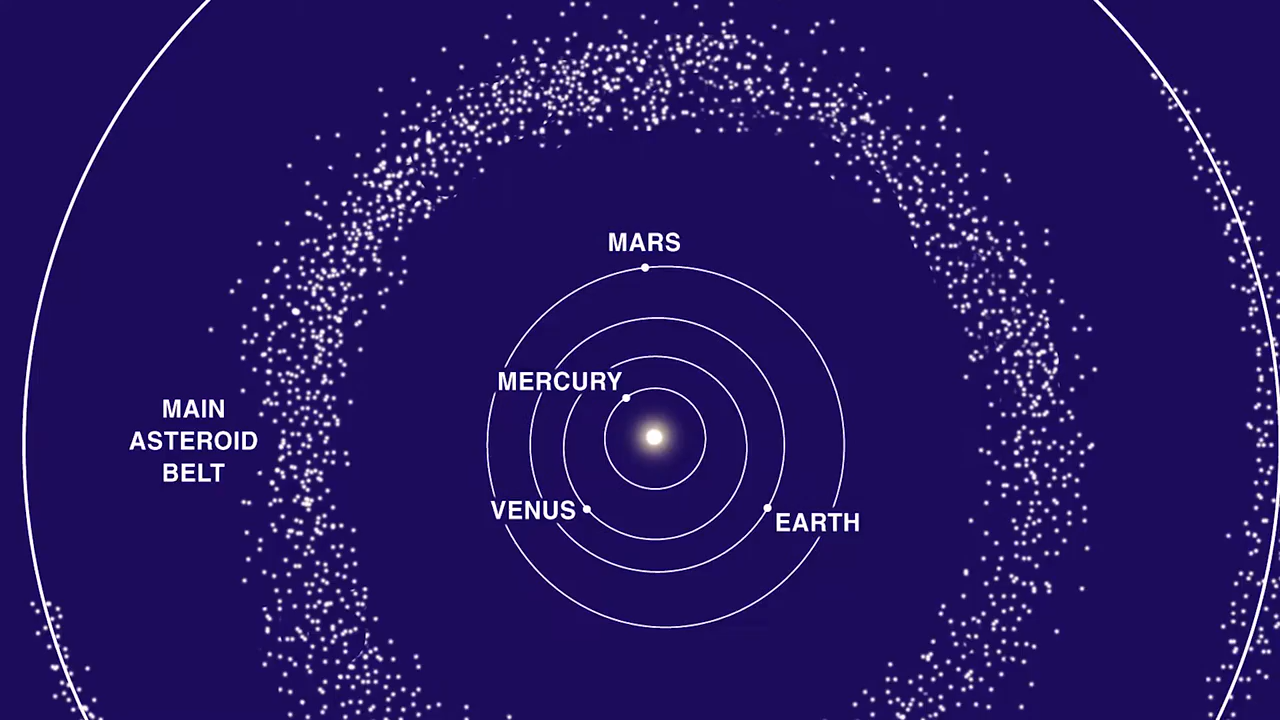 MARS
MERCURY
MAIN
ASTEROID
BELT
VENUS
EARTH